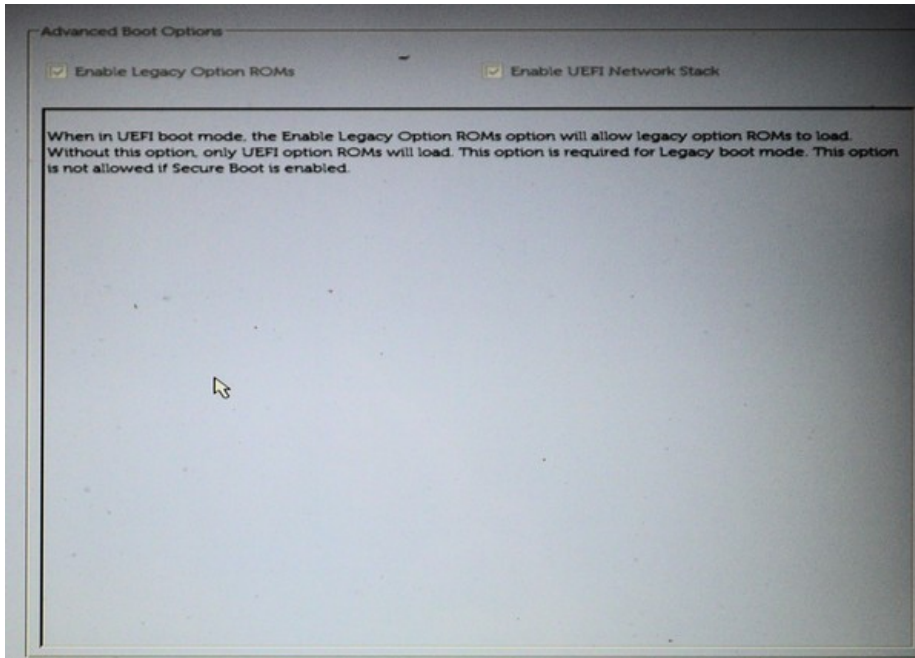 Advanced Boot Options
Enable Legacy Option ROMs
Enable UEFI Network Stack
When in UEFI boot mode, the Enable Legacy Option ROMs option will allow legacy option ROMs to load.
Without this option, only UEFI option ROMs will load. This option is required for Legacy boot mode. This option
is not allowed if Secure Boot is enabled.